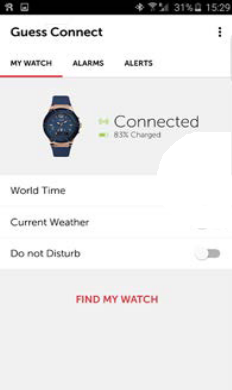 31% 15:29
Guess Connect
MY WATCH ALARMS ALERTS
Connected
83% Charged
World Time
Current Weather
Do not Disturb
FIND MY WATCH